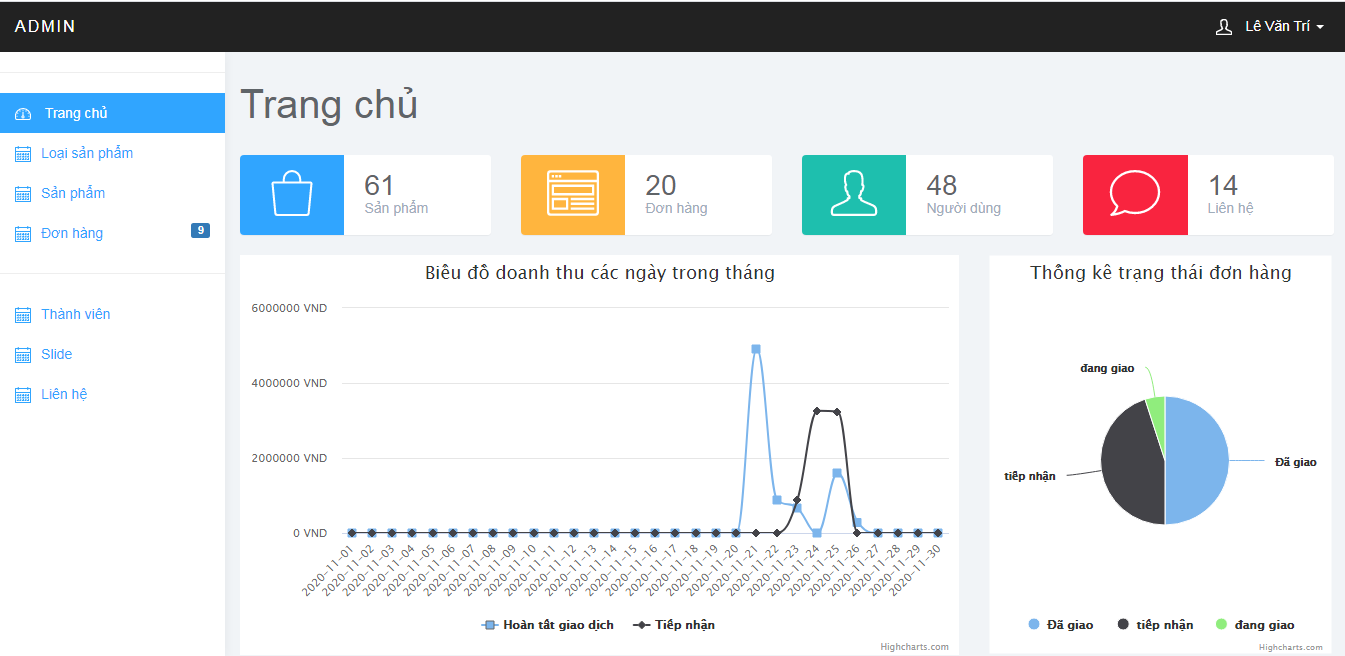 ADMIN
Lê Văn Trí
Trang chủ
Loại sản phẩm
Sản phẩm
Đơn hàng
9
Thành viên
Slide
Liên hệ
Trang chủ
61
Sản phẩm
20
Đơn hàng
48
Người dùng
14
Liên hệ
Biểu đồ doanh thu các ngày trong tháng
6000000 VND
4000000 VND
2000000 VND
0 VND
2020-11-01
2020-11-02
2020-11-03
2020-11-04
2020-11-05
2020-11-06
2020-11-07
2020-11-08
2020-11-09
2020-11-10
2020-11-11
2020-11-12
2020-11-13
2020-11-14
2020-11-15
2020-11-16
2020-11-17
2020-11-18
2020-11-19
2020-11-20
2020-11-21
2020-11-22
2020-11-23
2020-11-24
2020-11-25
2020-11-26
2020-11-27
2020-11-28
2020-11-29
2020-11-30
Hoàn tất giao dịch
Tiếp nhận
Highcharts.com
Thống kê trạng thái đơn hàng
đang giao
Đã giao
tiếp nhận
Đã giao
tiếp nhận
đang giao
Highcharts.com